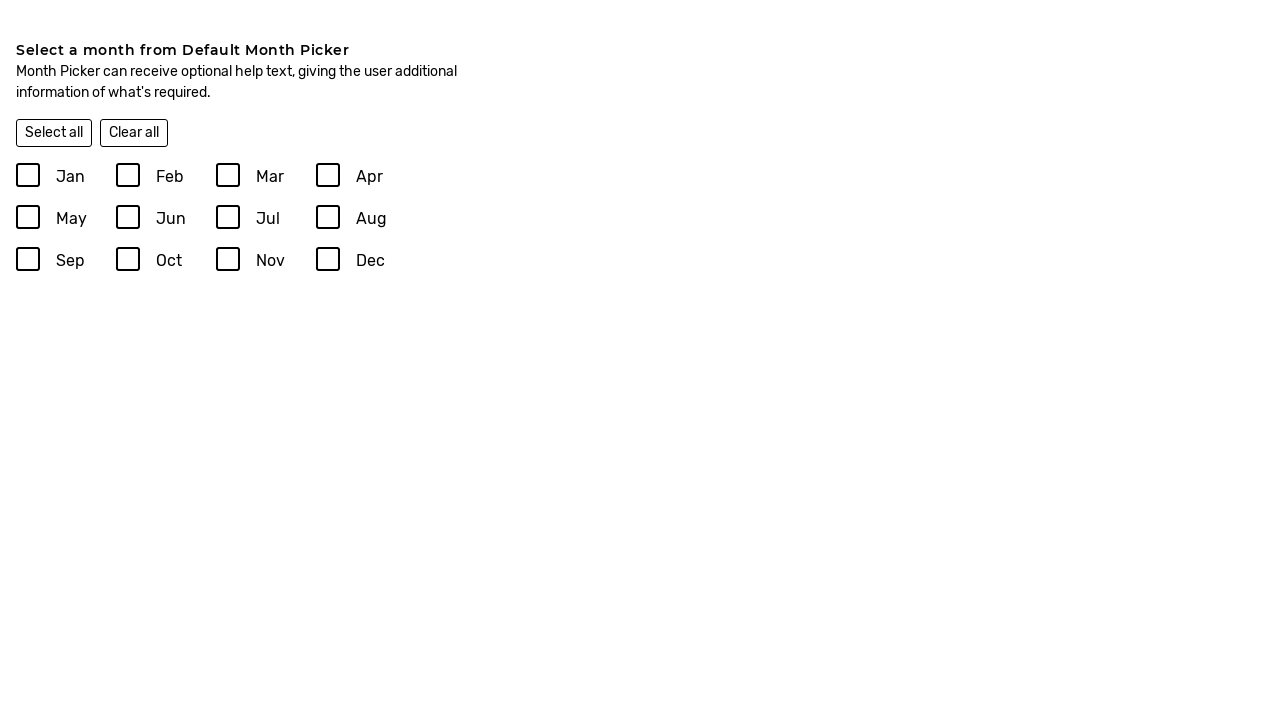 Select a month from Default Month Picker
Month Picker can receive optional help text, giving the user additional
information of what's required.
Select all Clear all
Jan Feb Mar Apr
May Jun Jul Aug
Sep Oct Nov Dec